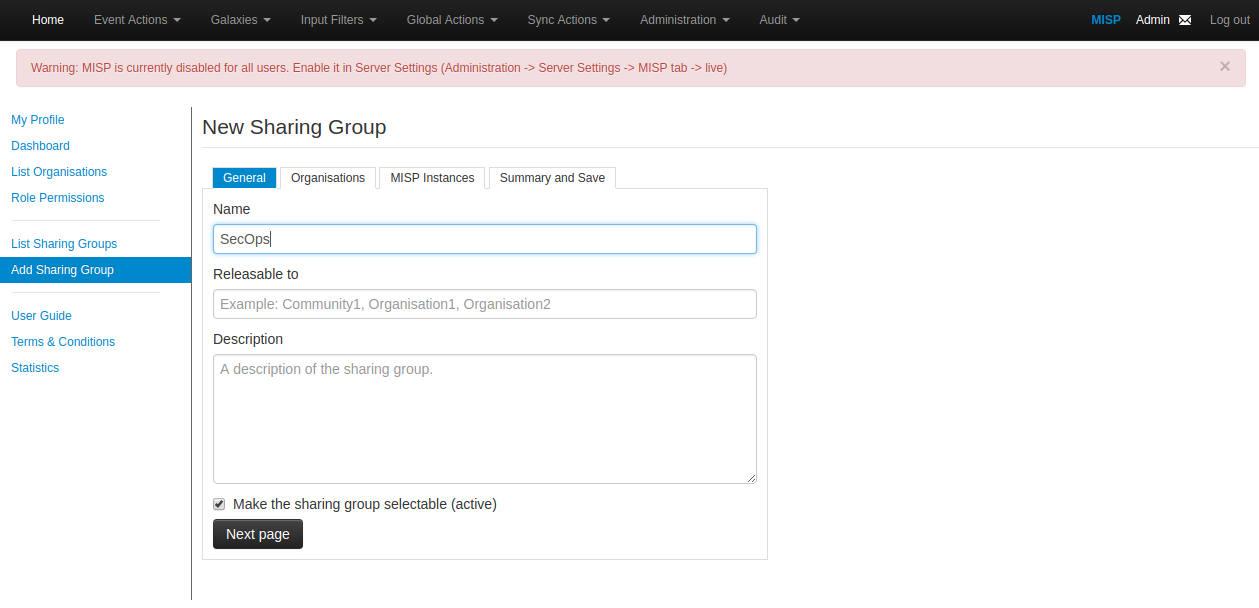 Home Event Actions Galaxies Input Filters Global Actions Sync Actions Administration Audit MISP Admin Log out
Warning: MISP is currently disabled for all users. Enable it in Server Settings (Administration -> Server Settings -> MISP tab -> live) ×
My Profile
Dashboard
List Organisations
Role Permissions
List Sharing Groups
Add Sharing Group
User Guide
Terms & Conditions
Statistics
New Sharing Group
General Organisations MISP Instances Summary and Save
Name
SecOps
Releasable to
Example: Community1, Organisation1, Organisation2
Description
A description of the sharing group.
Make the sharing group selectable (active)
Next page